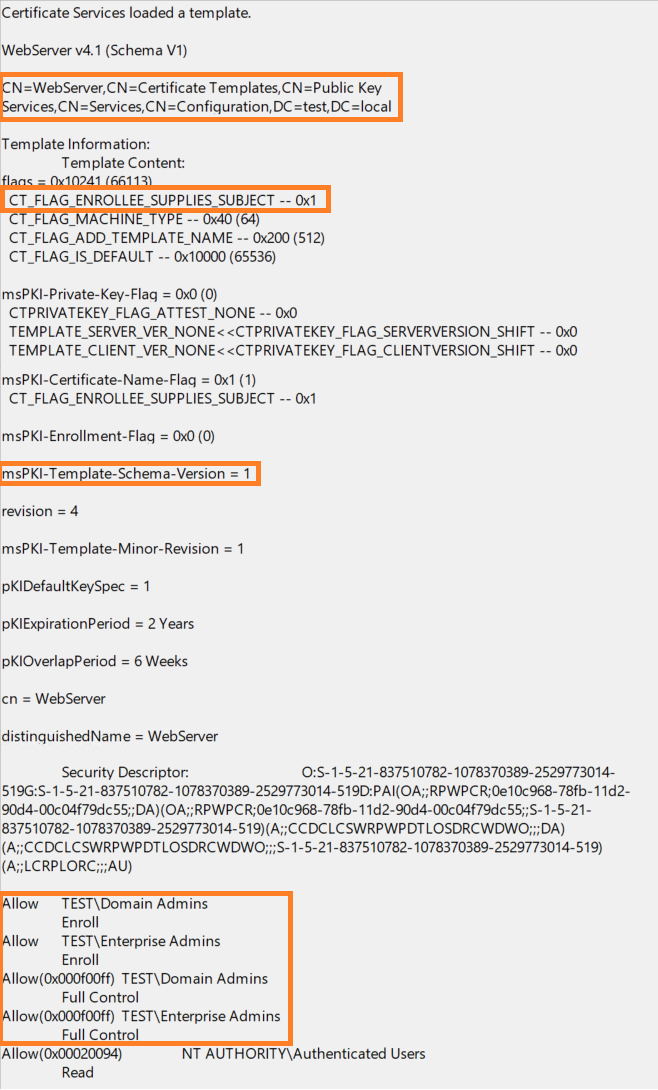 Certificate Services loaded a template.
WebServer v4.1 (Schema V1)
CN=WebServer,CN=Certificate Templates,CN=Public Key
Services,CN=Services,CN=Configuration,DC=test,DC=local
Template Information:
Template Content:
flags = 0x10241 (66113)
CT_FLAG_ENROLLEE_SUPPLIES_SUBJECT -- 0x1
CT_FLAG_MACHINE_TYPE -- 0x40 (64)
CT_FLAG_ADD_TEMPLATE_NAME -- 0x200 (512)
CT_FLAG_IS_DEFAULT -- 0x10000 (65536)
msPKI-Private-Key-Flag = 0x0 (0)
CTPRIVATEKEY_FLAG_ATTEST_NONE -- 0x0
TEMPLATE_SERVER_VER_NONE<<CTPRIVATEKEY_FLAG_SERVERVERSION_SHIFT -- 0x0
TEMPLATE_CLIENT_VER_NONE<<CTPRIVATEKEY_FLAG_CLIENTVERSION_SHIFT -- 0x0
msPKI-Certificate-Name-Flag = 0x1 (1)
CT_FLAG_ENROLLEE_SUPPLIES_SUBJECT -- 0x1
msPKI-Enrollment-Flag = 0x0 (0)
msPKI-Template-Schema-Version = 1
revision = 4
msPKI-Template-Minor-Revision = 1
pKIDefaultKeySpec = 1
pKIExpirationPeriod = 2 Years
pKIOverlapPeriod = 6 Weeks
cn = WebServer
distinguishedName = WebServer
Security Descriptor: O:S-1-5-21-837510782-1078370389-2529773014-
519G:S-1-5-21-837510782-1078370389-2529773014-519D:PAI(OA;;RPWPCR;0e10c968-78fb-11d2-
90d4-00c04f79dc55;;DA)(OA;;RPWPCR;0e10c968-78fb-11d2-90d4-00c04f79dc55;;S-1-5-21-
837510782-1078370389-2529773014-519)(A;;CCDCLCSWRPWPDTLOSDRCWDWO;;;DA)
(A;;CCDCLCSWRPWPDTLOSDRCWDWO;;;S-1-5-21-837510782-1078370389-2529773014-519)
(A;;LCRPLORC;;;AU)
Allow TEST\Domain Admins
Enroll
Allow TEST\Enterprise Admins
Enroll
Allow(0x000f00ff) TEST\Domain Admins
Full Control
Allow(0x000f00ff) TEST\Enterprise Admins
Full Control
Allow(0x00020094) NT AUTHORITY\Authenticated Users
Read